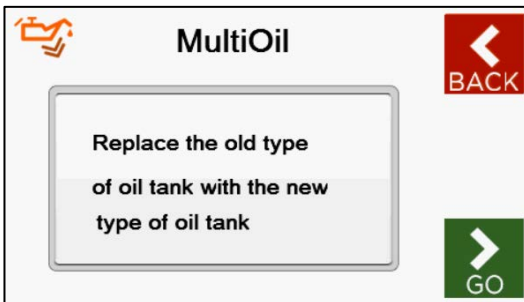 MultiOil
BACK
Replace the old type
of oil tank with the new
type of oil tank
GO